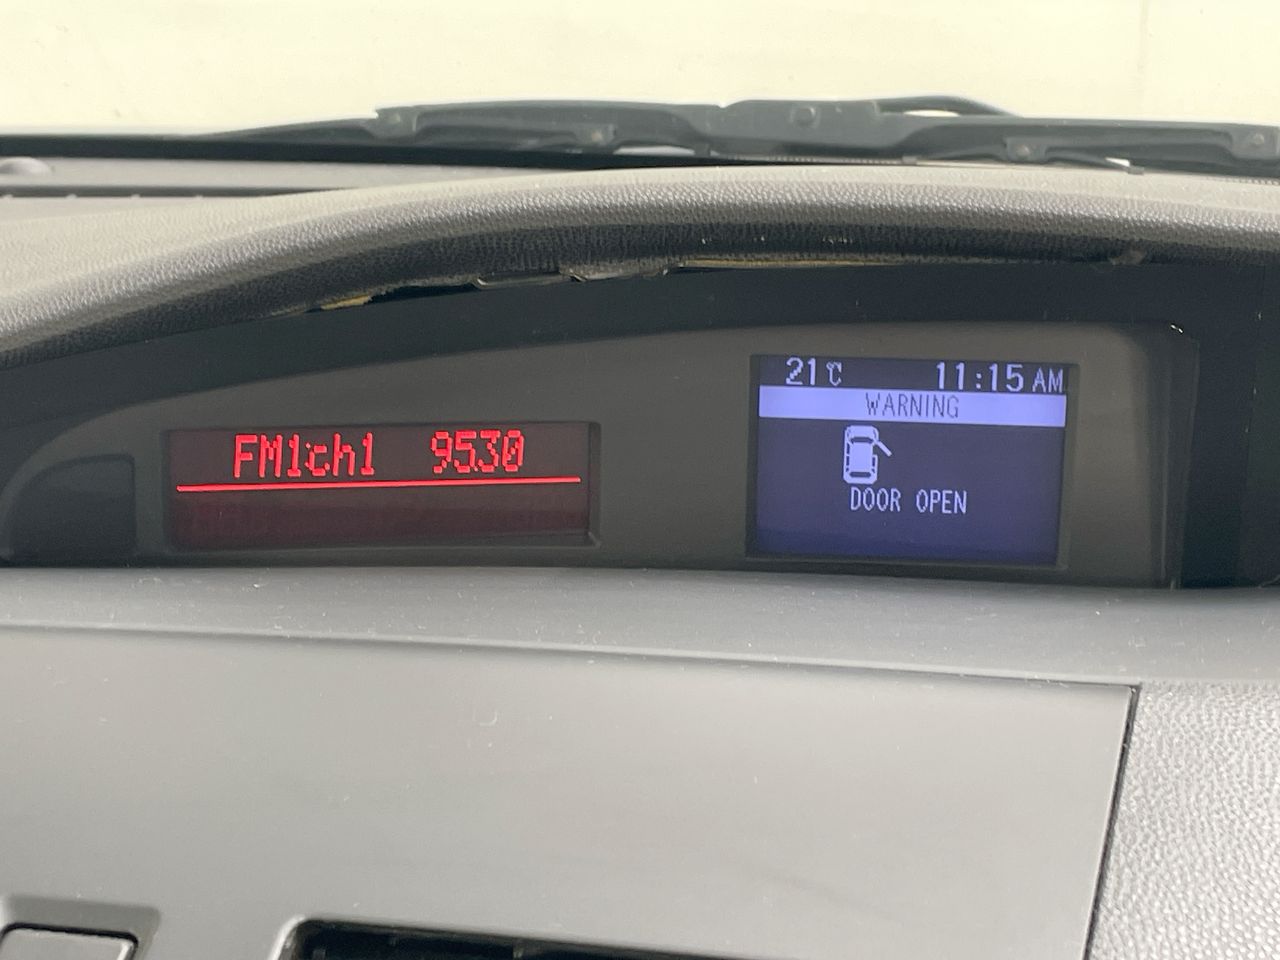 FM1ch1 95.30
21℃ 11:15 AM
WARNING
DOOR OPEN